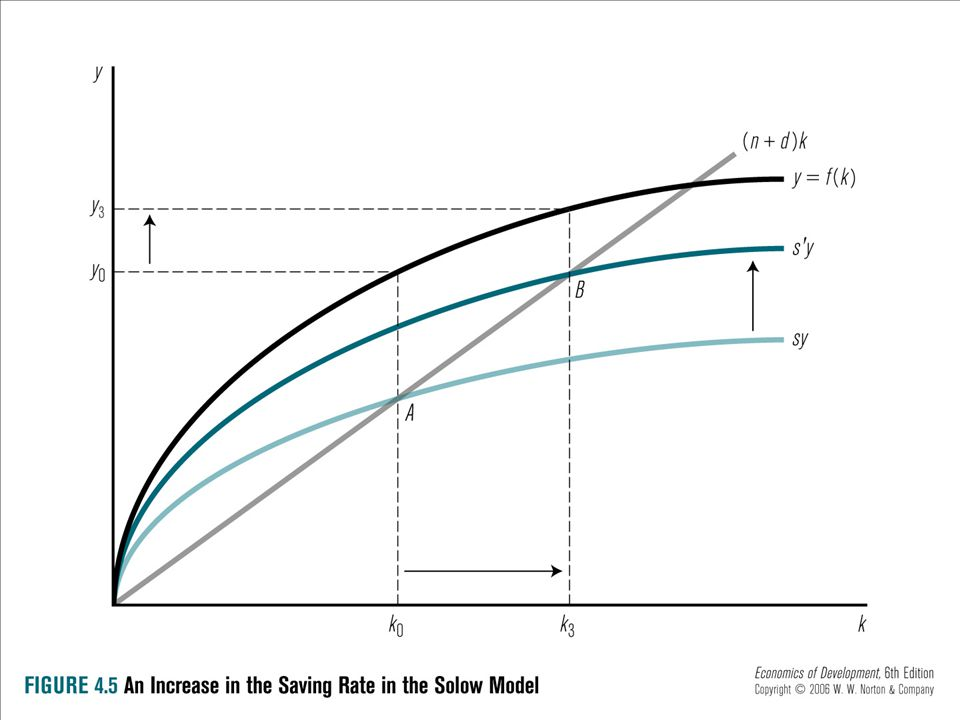 y
(n + d)k
y = f(k)
y₃
s'y
y₀
B
sy
A
k₀
k₃
k
FIGURE 4.5 An Increase in the Saving Rate in the Solow Model
Economics of Development, 6th Edition
Copyright © 2006 W. W. Norton & Company